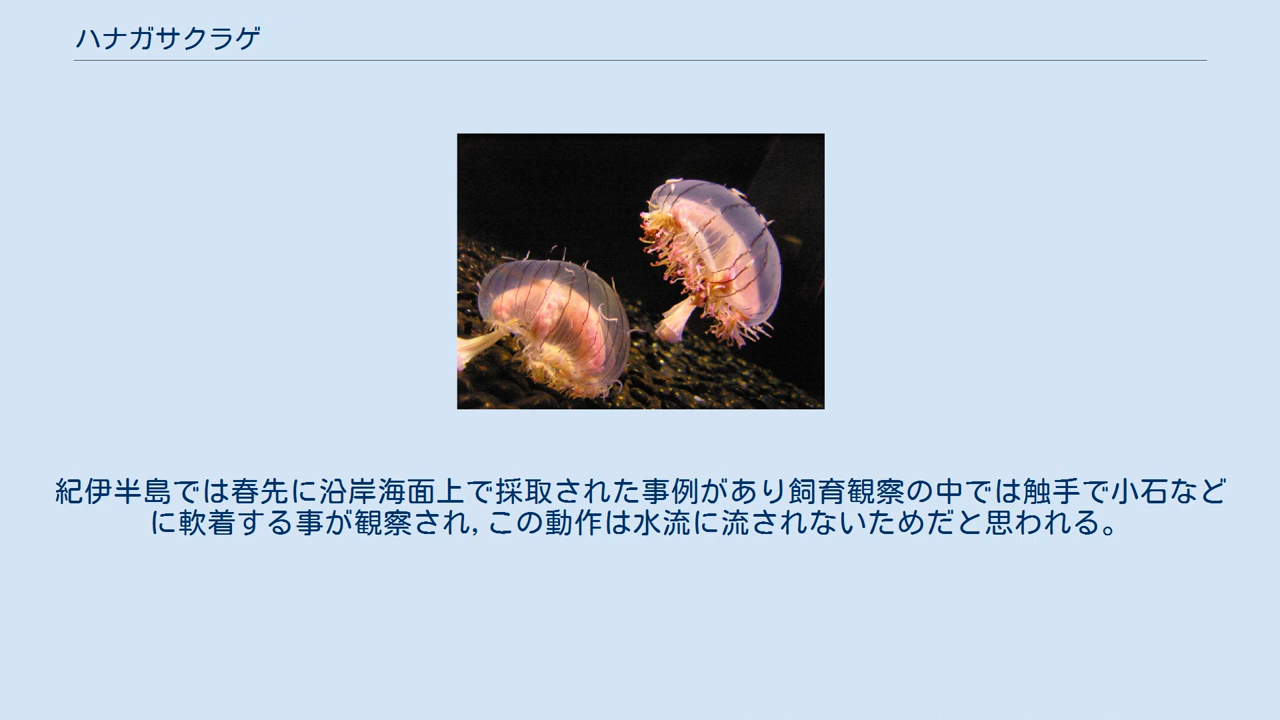 ハナガサクラゲ
紀伊半島では春先に沿岸海面上で採取された事例があり飼育観察の中では触手で小石など
に軟着する事が観察され, この動作は水流に流されないためだと思われる。